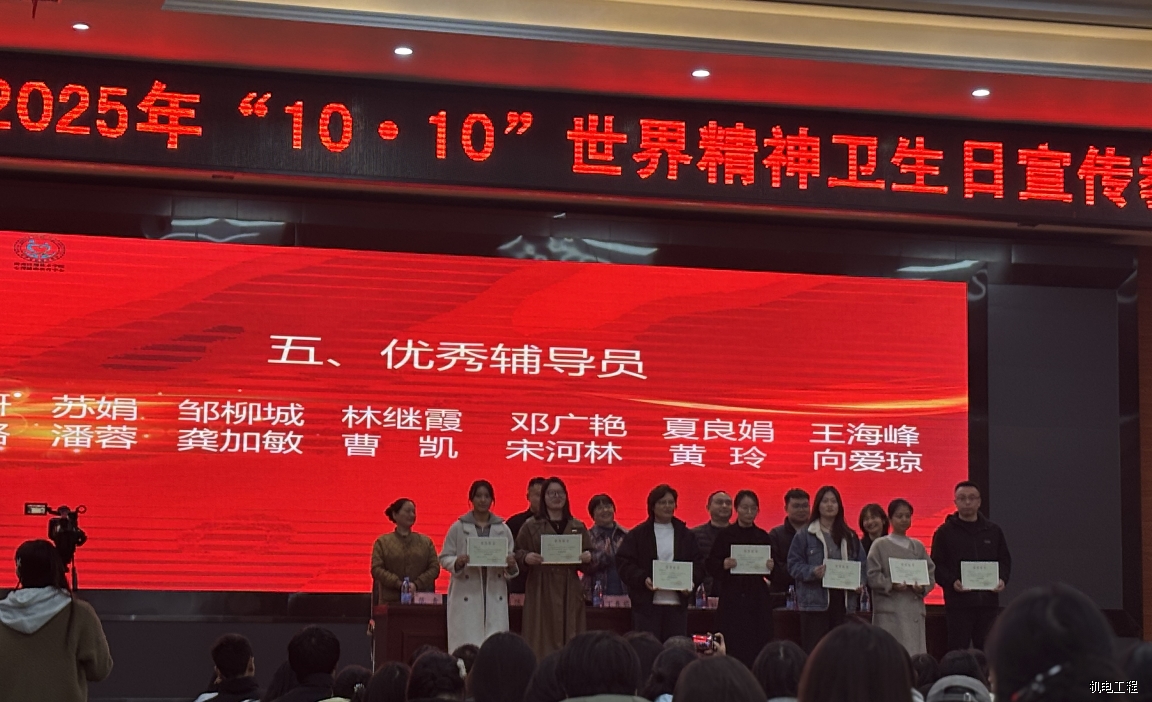 2025年“10·10”世界精神卫生日宣传
五、优秀辅导员
苏娟 邹柳城 林继霞 邓广艳 夏良娟 王海峰
潘蓉 龚加敏 曹 凯 宋河林 黄 玲 向爱琼
机电工程